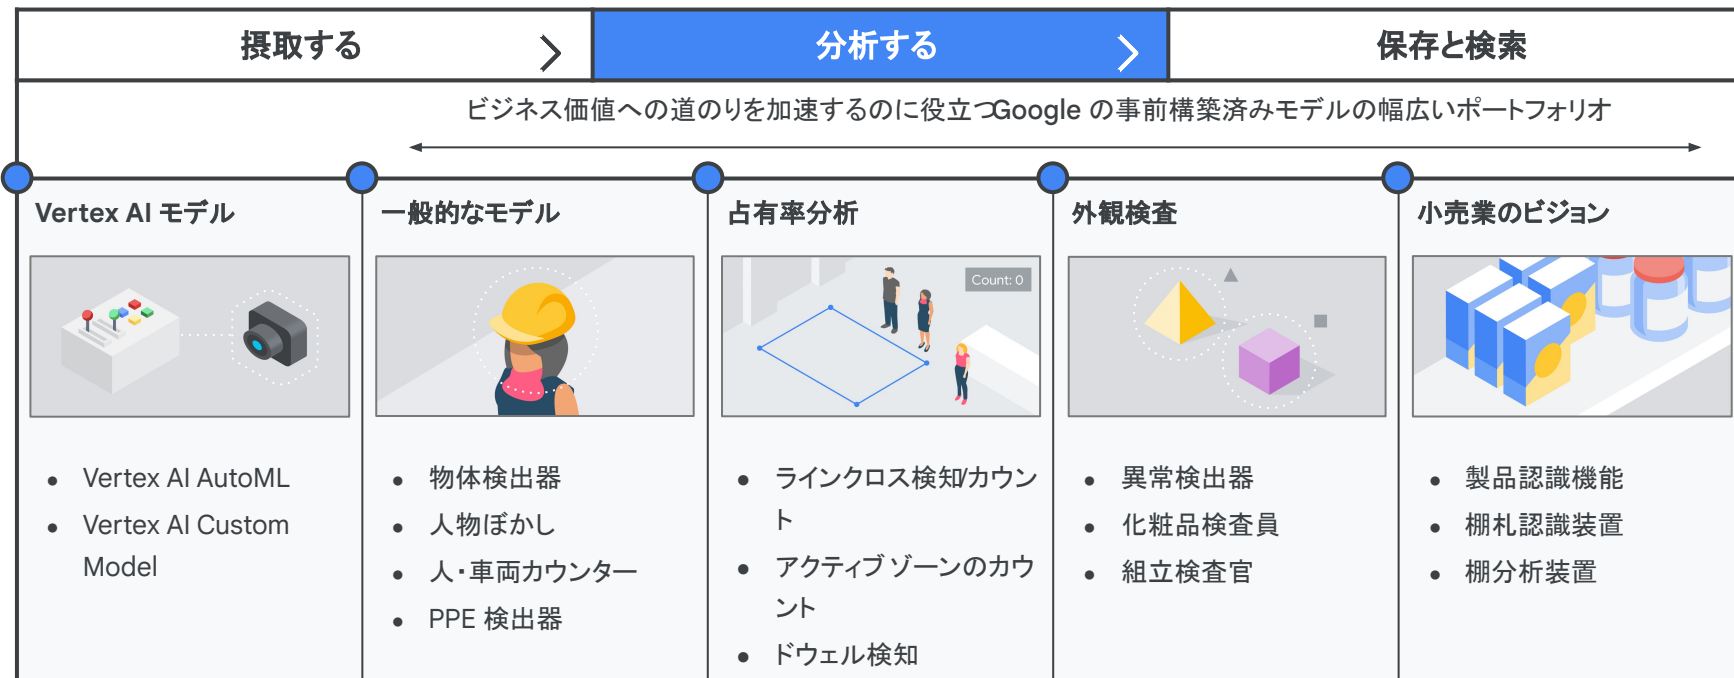 摂取する
分析する
保存と検索
ビジネス価値への道のりを加速するのに役立つGoogle の事前構築済みモデルの幅広いポートフォリオ
Vertex AI モデル
Vertex AI AutoML
Vertex AI Custom
Model
一般的なモデル
物体検出器
人物ぼかし
人・車両カウンター
PPE 検出器
占有率分析
Count: 0
ラインクロス検知/カウン
ト
アクティブ ゾーンのカウ
ント
ドウェル検知
外観検査
異常検出器
化粧品検査員
組立検査官
小売業のビジョン
製品認識機能
棚札認識装置
棚分析装置